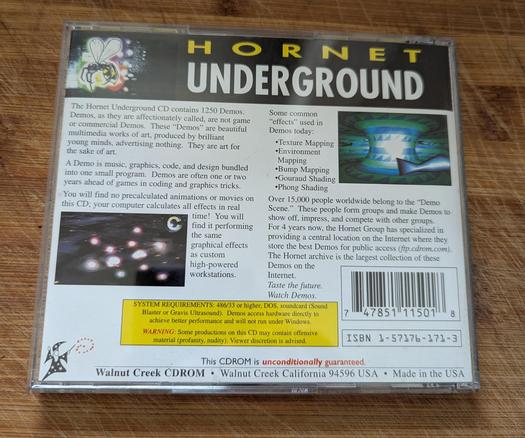 HORNET
UNDERGROUND
The Hornet Underground CD contains 1250 Demos.
Demos, as they are affectionately called, are not game
or commercial Demos. These "Demos" are beautiful
multimedia works of art, produced by brilliant
young minds, advertising nothing. They are art for
the sake of art.
A Demo is music, graphics, code, and design bundled
into one small program. Demos are often one or two
years ahead of games in coding and graphics tricks.
You will find no precalculated animations or movies on
this CD; your computer calculates all effects in real
time! You will
find it performing
the same
graphical effects
as custom
high-powered
workstations.
Some common
"effects" used in
Demos today:
•Texture Mapping
•Environment
Mapping
•Bump Mapping
•Gouraud Shading
•Phong Shading
Over 15,000 people worldwide belong to the "Demo
Scene." These people form groups and make Demos to
show off, impress, and compete with other groups.
For 4 years now, the Hornet Group has specialized in
providing a central location on the Internet where they
store the best Demos for public access (ftp.cdrom.com).
The Hornet archive is the largest collection of these
Demos on the
Internet.
Taste the future.
Watch Demos.
SYSTEM REQUIREMENTS: 486/33 or higher, DOS, soundcard (Sound
Blaster or Gravis Ultrasound). Demos access hardware directly to
achieve better performance and will not run under Windows.
WARNING: Some productions on this CD may contain offensive
material (profanity, nudity). Viewer discretion is advised.
7 47851 11501 8
ISBN 1-57176-171-3
This CDROM is unconditionally guaranteed.
Walnut Creek CDROM • Walnut Creek California 94596 USA • Made in the USA